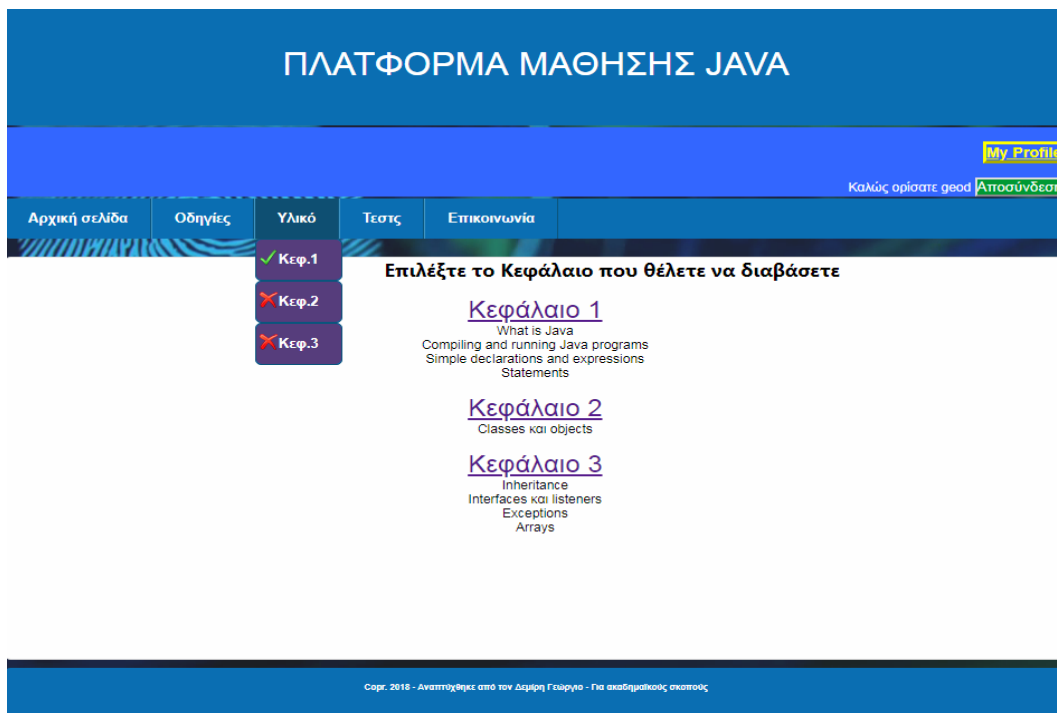 ΠΛΑΤΦΟΡΜΑ ΜΑΘΗΣΗΣ JAVA
My Profile
Καλώς ορίσατε geod Αποσύνδεση
Αρχική σελίδα Οδηγίες Υλικό Τεστς Επικοινωνία
Κεφ.1
Κεφ.2
Κεφ.3
Επιλέξτε το Κεφάλαιο που θέλετε να διαβάσετε
Κεφάλαιο 1
What is Java
Compiling and running Java programs
Simple declarations and expressions
Statements
Κεφάλαιο 2
Classes και objects
Κεφάλαιο 3
Inheritance
Interfaces και listeners
Exceptions
Arrays
Copr. 2018 - Αναπτύχθηκε από τον Δεμίρη Γεώργιο - Για ακαδημαϊκούς σκοπούς